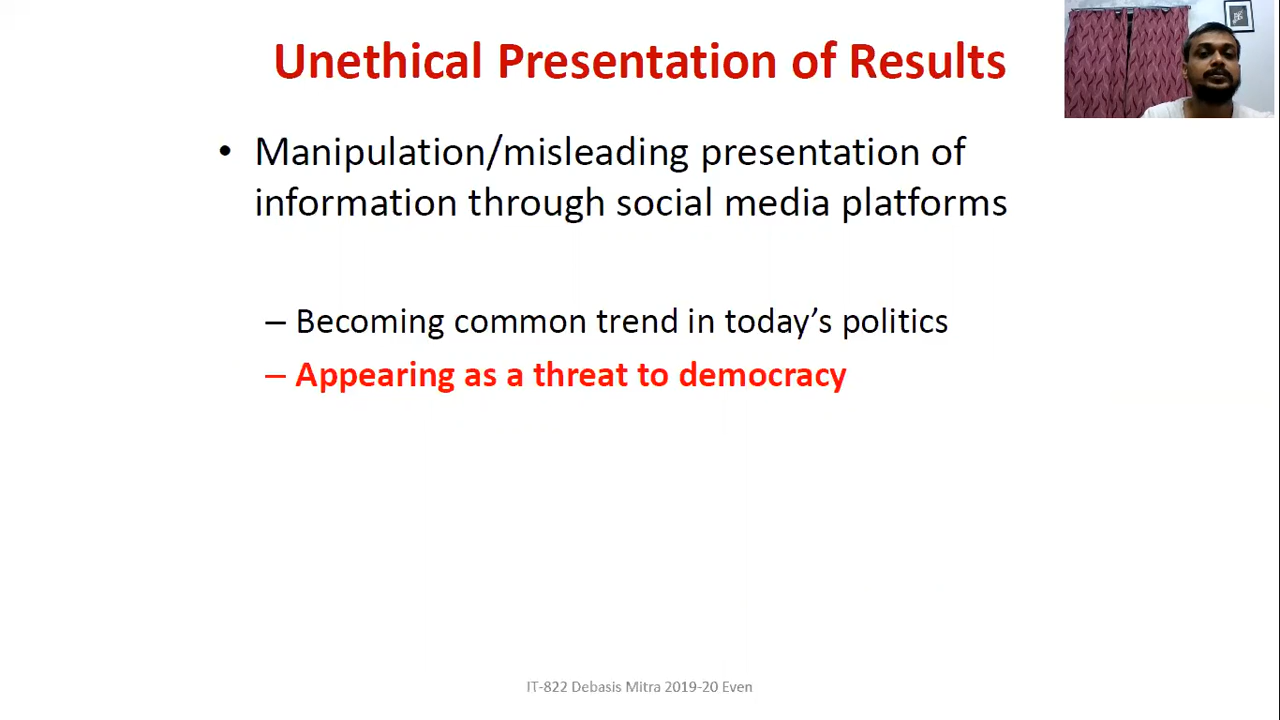 Unethical Presentation of Results
• Manipulation/misleading presentation of
information through social media platforms
– Becoming common trend in today’s politics
– Appearing as a threat to democracy
IT-822 Debasis Mitra 2019-20 Even